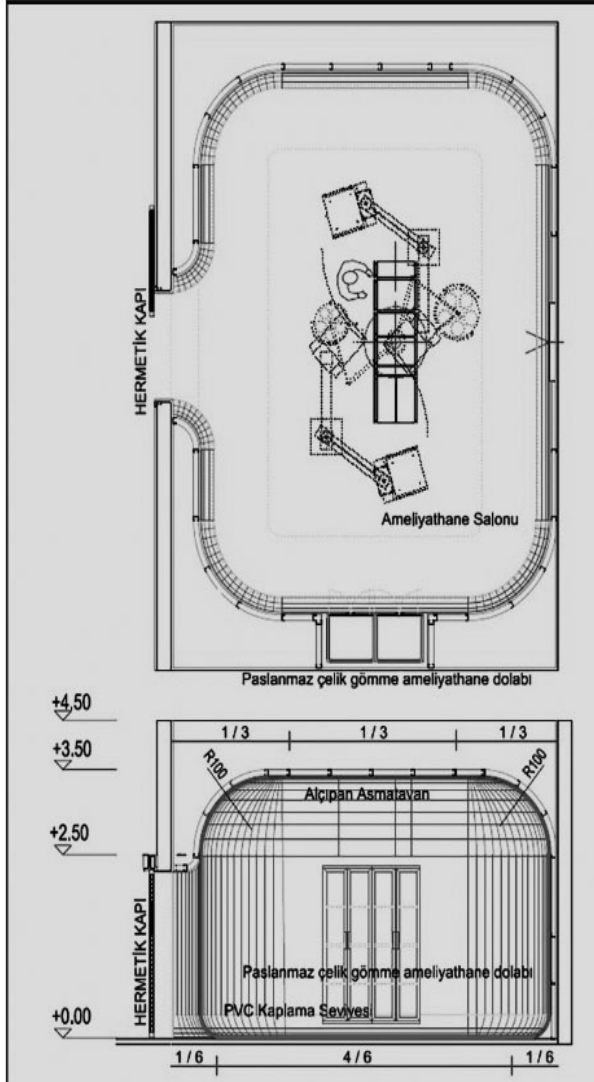 HERMETİK KAPI
Ameliyathane Salonu
Paslanmaz çelik gömme ameliyathane dolabı
+4,50
1 / 3
1 / 3
1 / 3
+3.50
R100
R100
Alçıpan Asmatavan
+2.50
HERMETİK KAPI
Paslanmaz çelik gömme ameliyathane dolabı
PVC Kaplama Seviyesi
+0.00
1 / 6
4 / 6
1 / 6